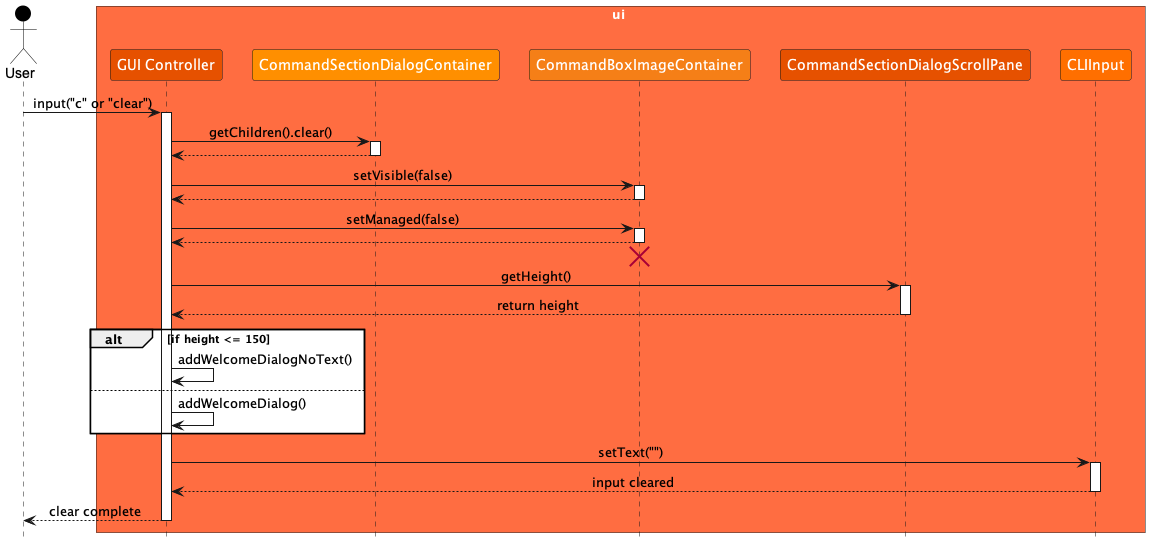 ui
User
GUI Controller
CommandSectionDialogContainer
CommandBoxImageContainer
CommandSectionDialogScrollPane
CLIInput
input("c" or "clear")
getChildren().clear()
setVisible(false)
setManaged(false)
getHeight()
return height
alt
[if height <= 150]
addWelcomeDialogNoText()
addWelcomeDialog()
setText("")
input cleared
clear complete